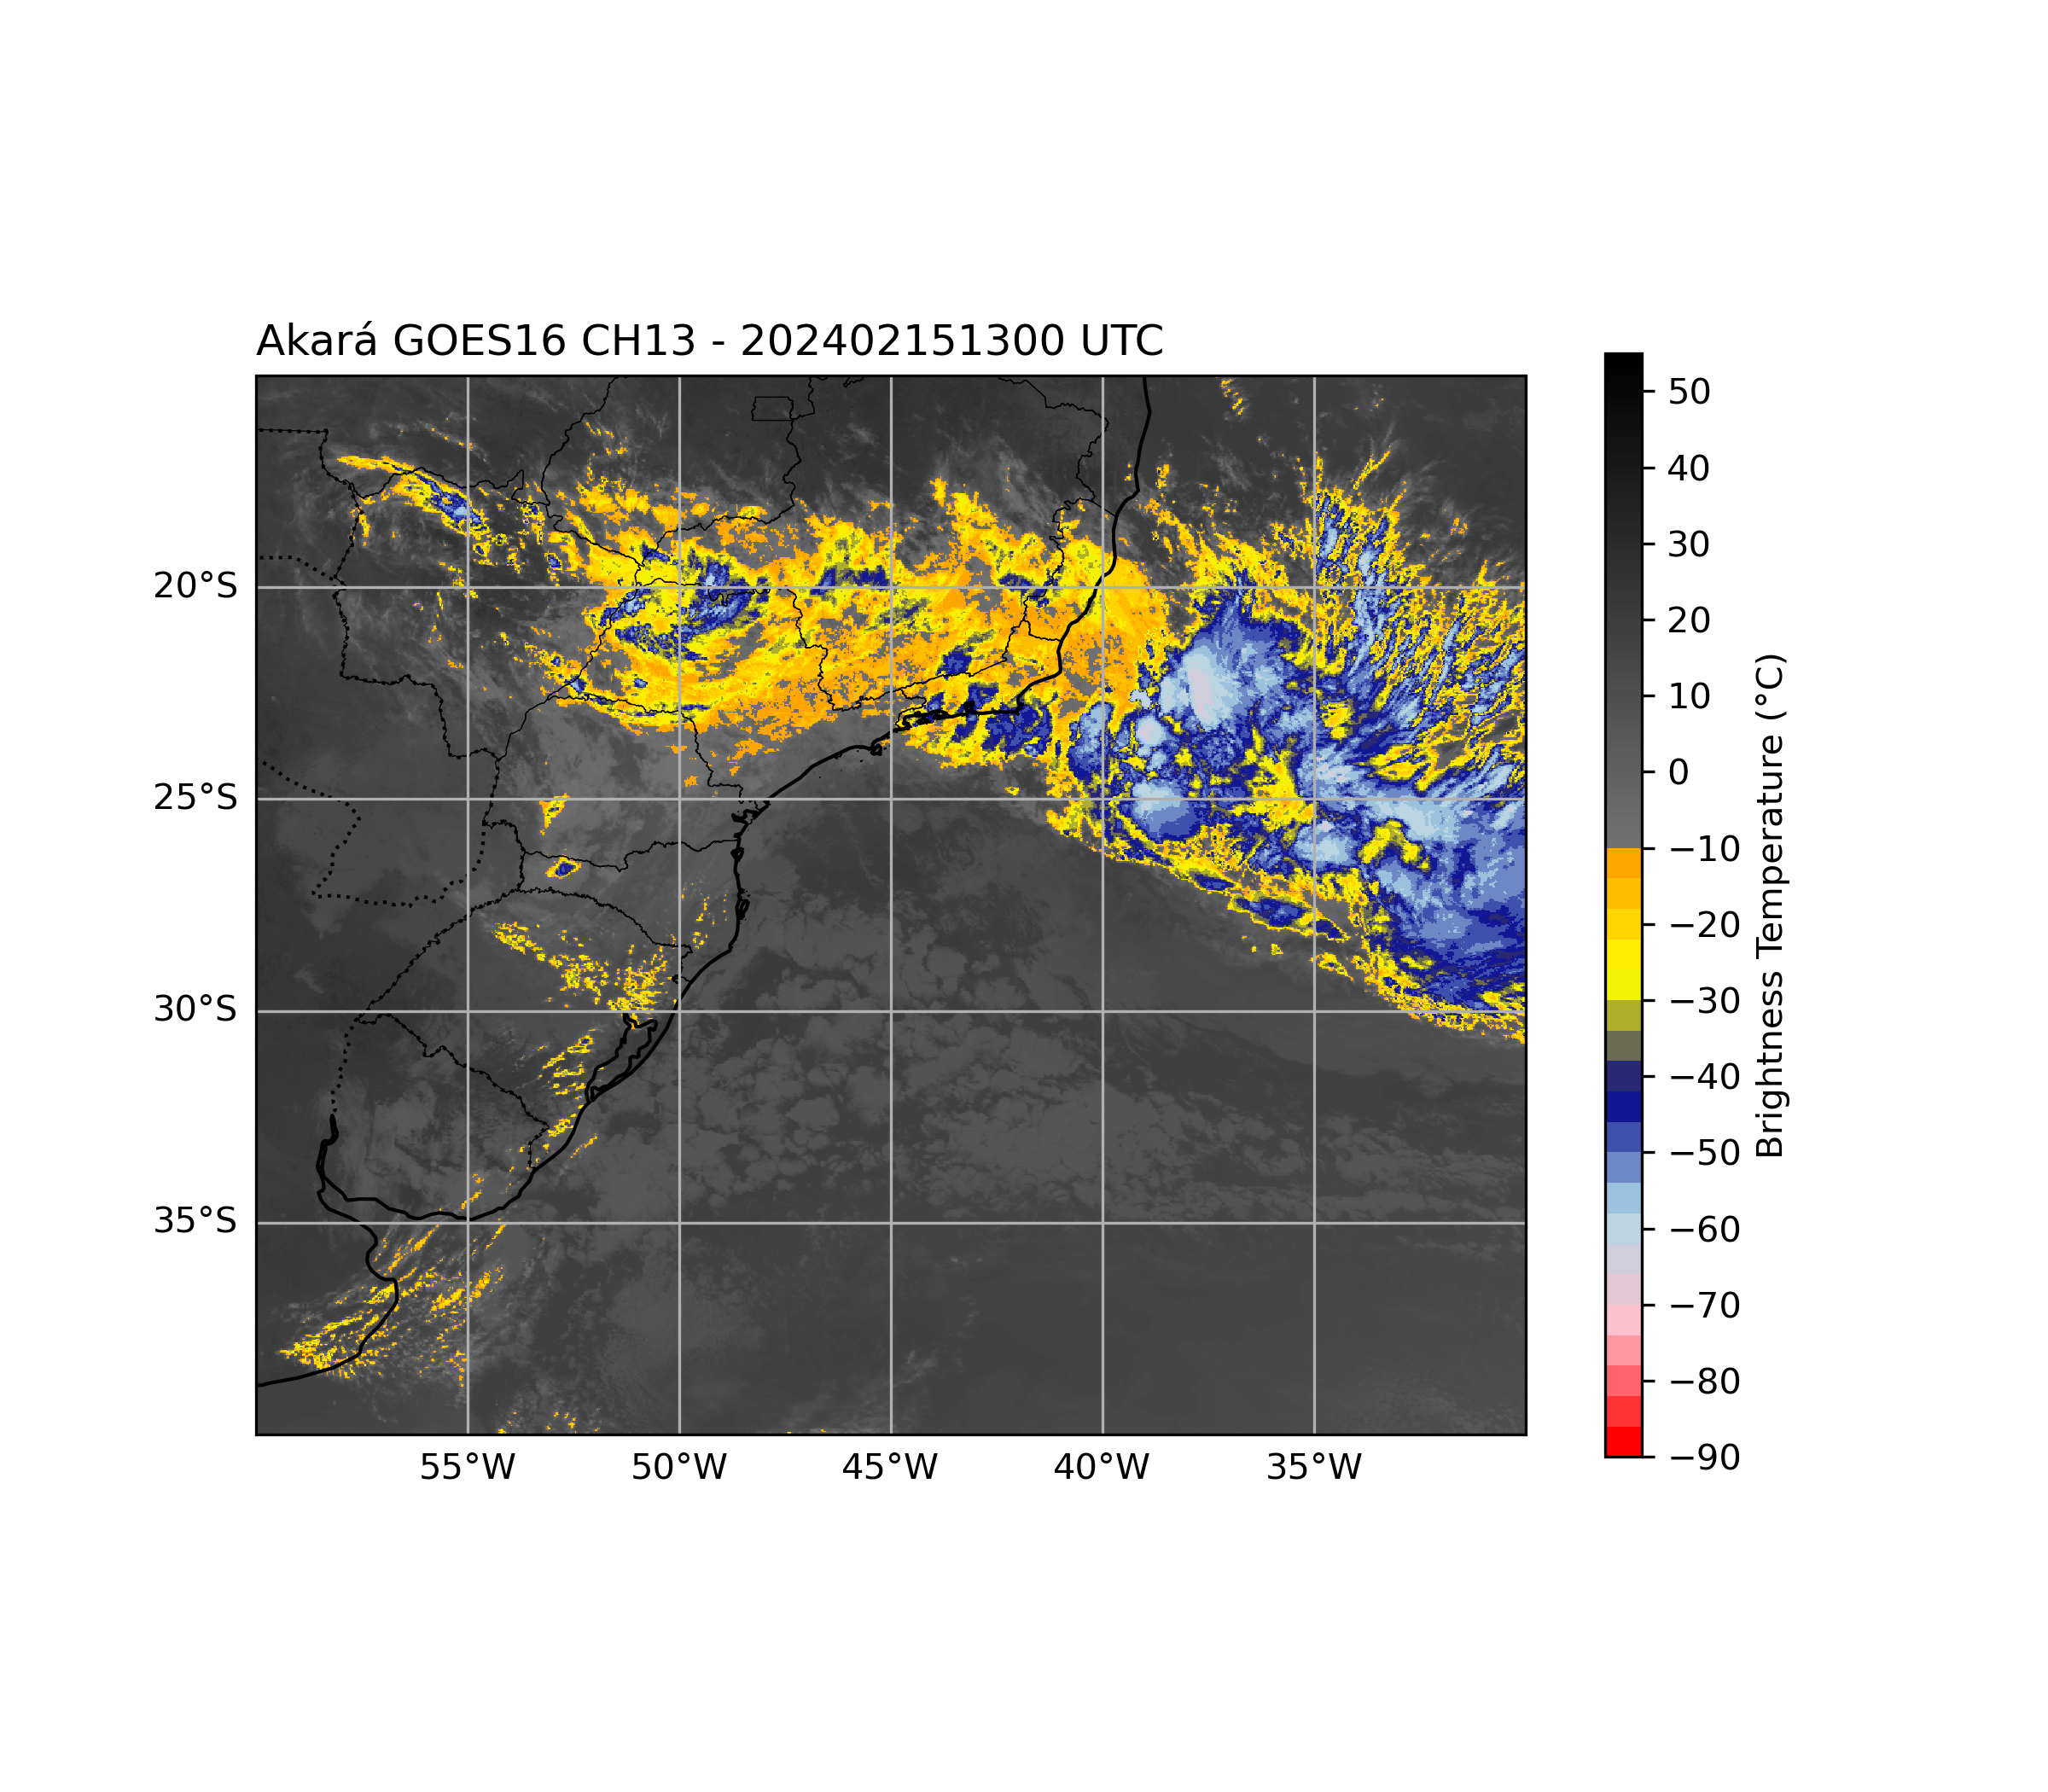 Akará GOES16 CH13 - 202402151300 UTC
20°S
25°S
30°S
35°S
55°W
50°W
45°W
40°W
35°W
50
40
30
20
10
0
−10
−20
−30
−40
−50
−60
−70
−80
−90
Brightness Temperature (°C)